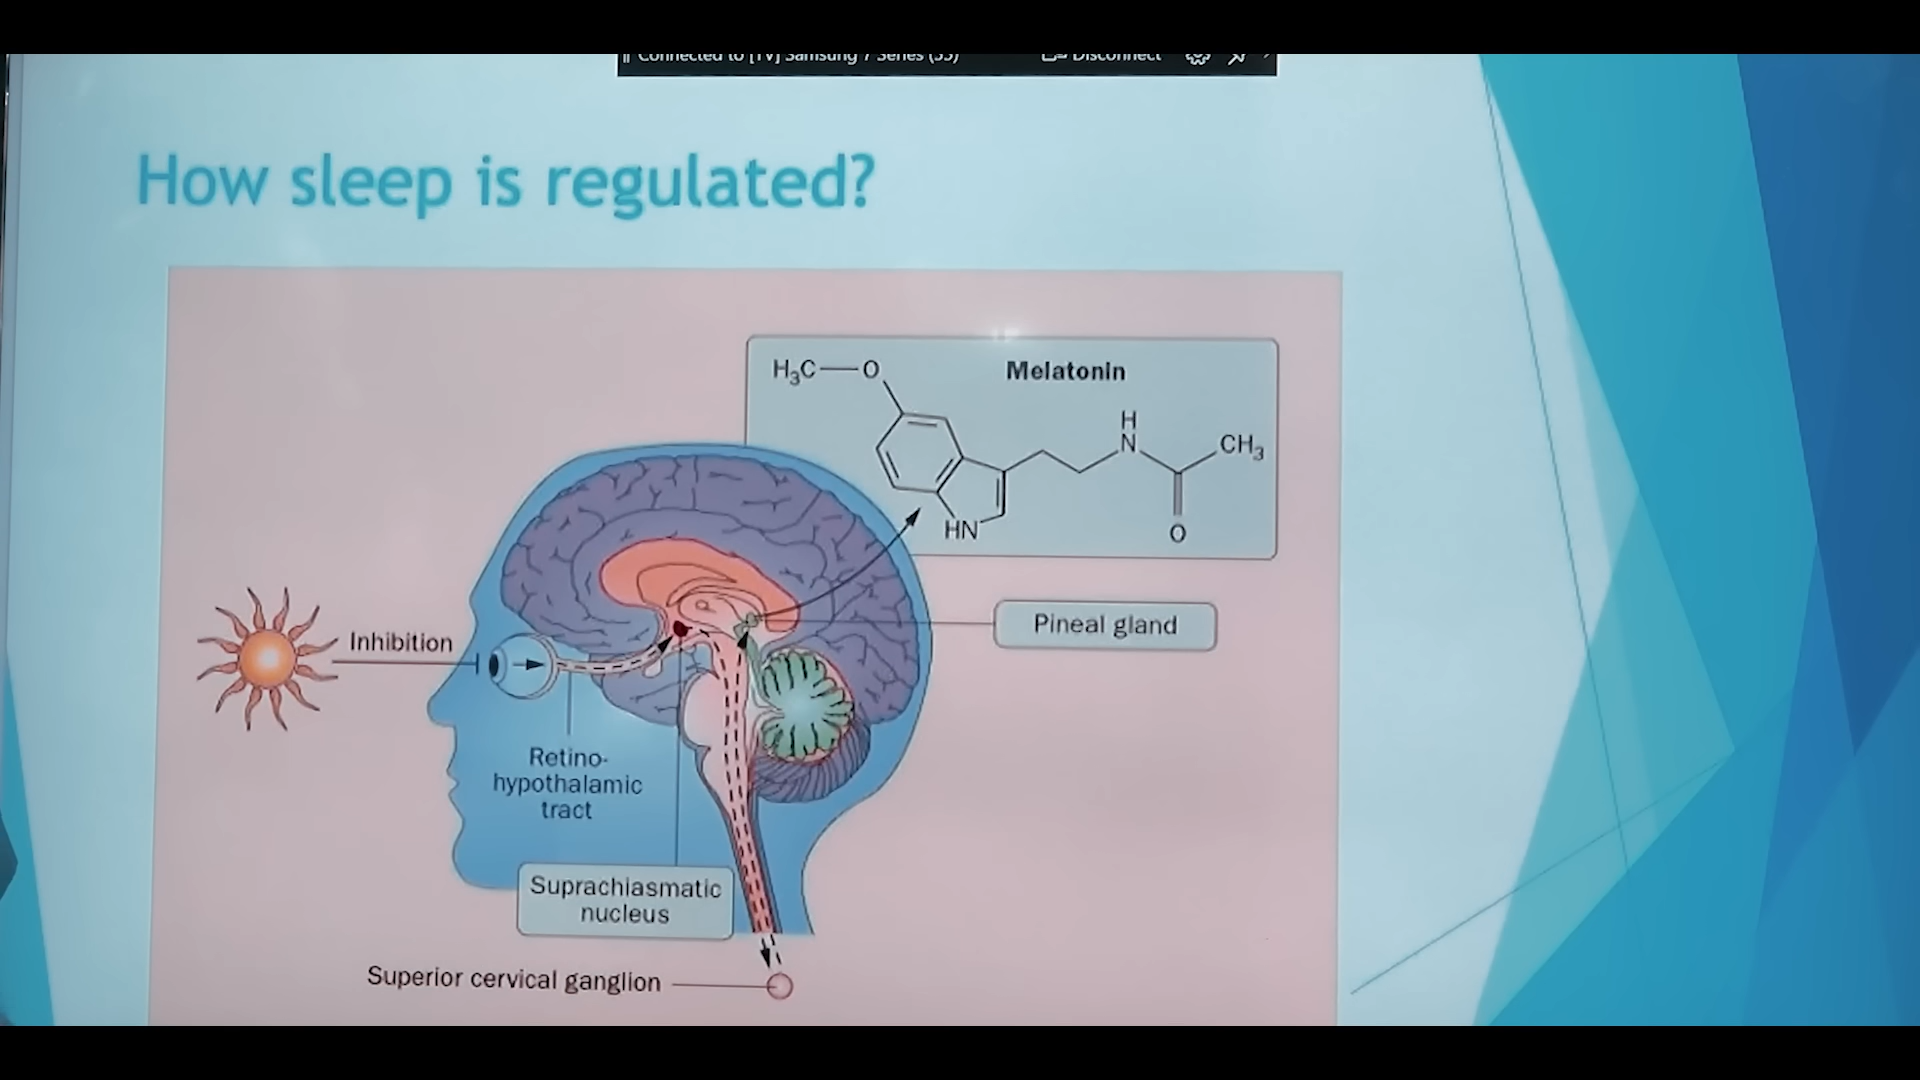 Connected to [TV] Samsung 7 Series (55)
Disconnect
How sleep is regulated?
H3C
O
Melatonin
H
N
CH3
HN
O
Inhibition
Pineal gland
Retino-
hypothalamic
tract
Suprachiasmatic
nucleus
Superior cervical ganglion